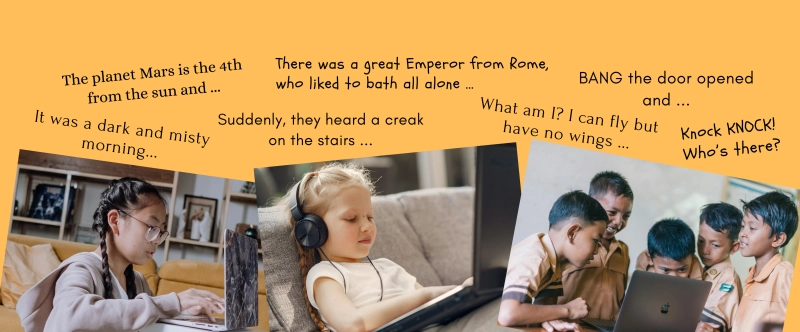 The planet Mars is the 4th
from the sun and ...
There was a great Emperor from Rome,
who liked to bath all alone ...
BANG the door opened
and ...
It was a dark and misty
morning...
Suddenly, they heard a creak
on the stairs ...
What am I? I can fly but
have no wings ...
Knock KNOCK!
Who's there?